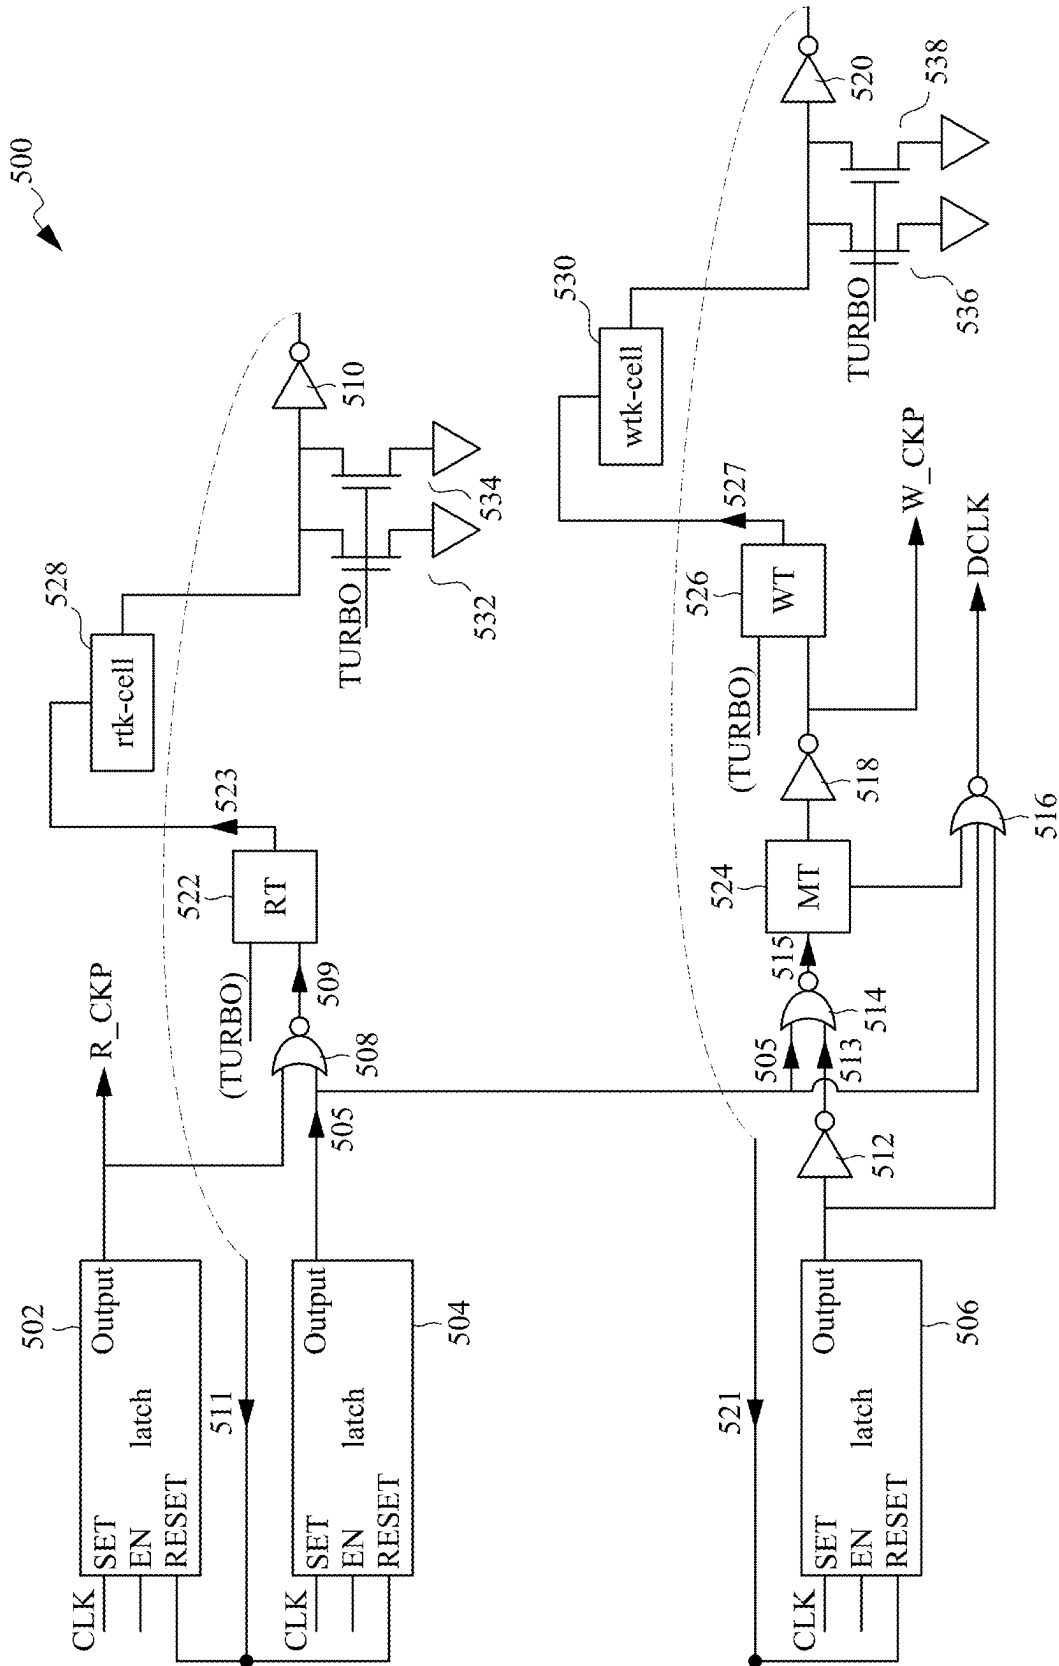 500
502
CLK
SET
EN
RESET
latch
Output
R_CKP
511
CLK
SET
EN
RESET
latch
Output
504
505
508
509
(TURBO)
522
RT
523
528
rtk-cell
TURBO
532
534
510
521
CLK
SET
EN
RESET
latch
Output
506
512
513
505
514
515
524
MT
518
(TURBO)
526
WT
527
530
wtk-cell
TURBO
536
538
520
W_CKP
DCLK
516